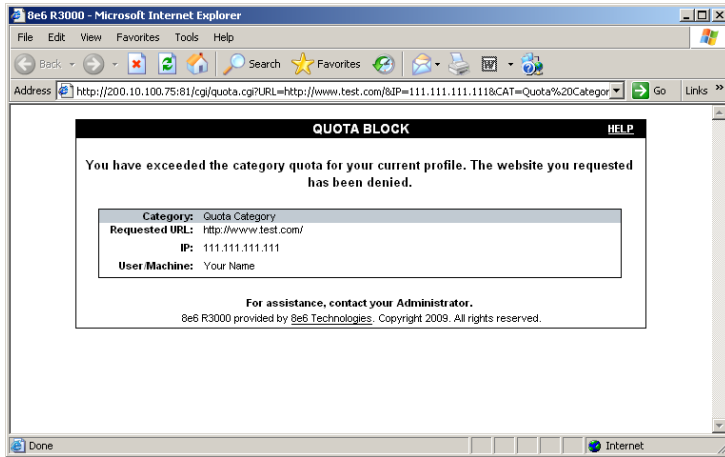 8e6 R3000 - Microsoft Internet Explorer
File Edit View Favorites Tools Help
Back Search Favorites
Address http://200.10.100.75:81/cgi/quota.cgi?URL=http://www.test.com/&IP=111.111.111.111&CAT=Quota%20Categor Go Links »
QUOTA BLOCK HELP
You have exceeded the category quota for your current profile. The website you requested
has been denied.
Category: Quota Category
Requested URL: http://www.test.com/
IP: 111.111.111.111
User/Machine: Your Name
For assistance, contact your Administrator.
8e6 R3000 provided by 8e6 Technologies. Copyright 2009. All rights reserved.
Done Internet